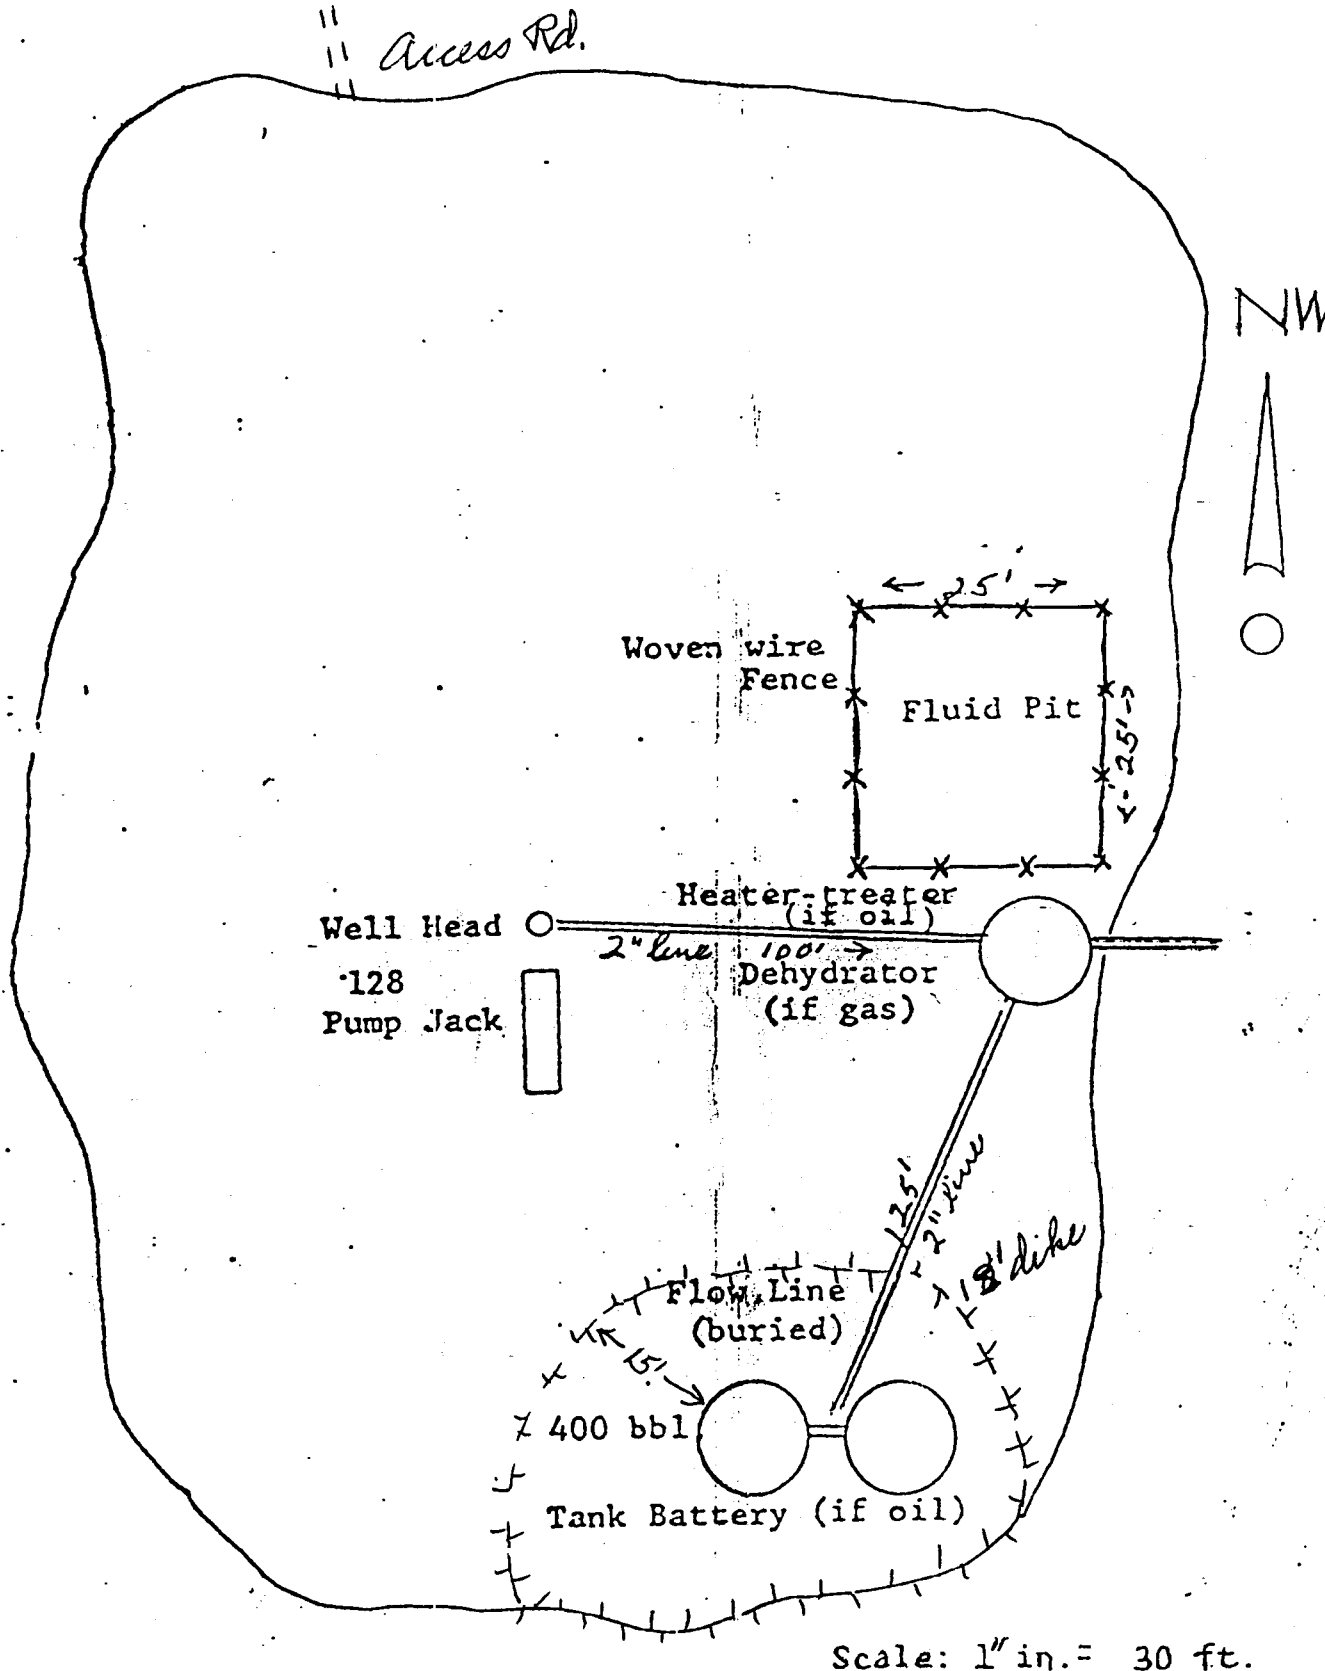 Access Rd.
NW
← 25' →
Woven wire
Fence
Fluid Pit
← 25' →
Heater-treater
(if oil)
Well Head
2" line 100' →
·128
Dehydrator
Pump Jack
(if gas)
125'
2" line
dike
Flow Line
(buried)
15'
400 bbl
Tank Battery (if oil)
Scale: 1" in.= 30 ft.